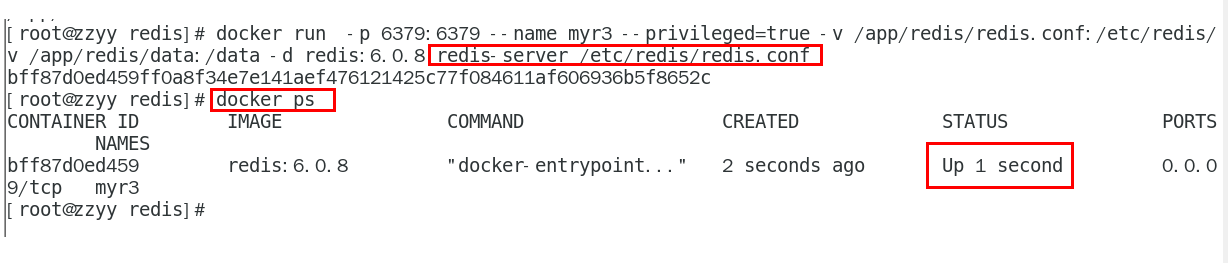 [root@zzyy redis]# docker run  -p 6379:6379 --name myr3 --privileged=true -v /app/redis/redis.conf:/etc/redis/
v /app/redis/data:/data -d redis:6.0.8 redis-server /etc/redis/redis.conf
bff87d0ed459ff0a8f34e7e141aef476121425c77f084611af606936b5f8652c
[root@zzyy redis]# docker ps
CONTAINER ID        IMAGE               COMMAND                  CREATED             STATUS              PORTS
        NAMES
bff87d0ed459        redis:6.0.8         "docker-entrypoint..."   2 seconds ago       Up 1 second         0.0.0
9/tcp   myr3
[root@zzyy redis]#